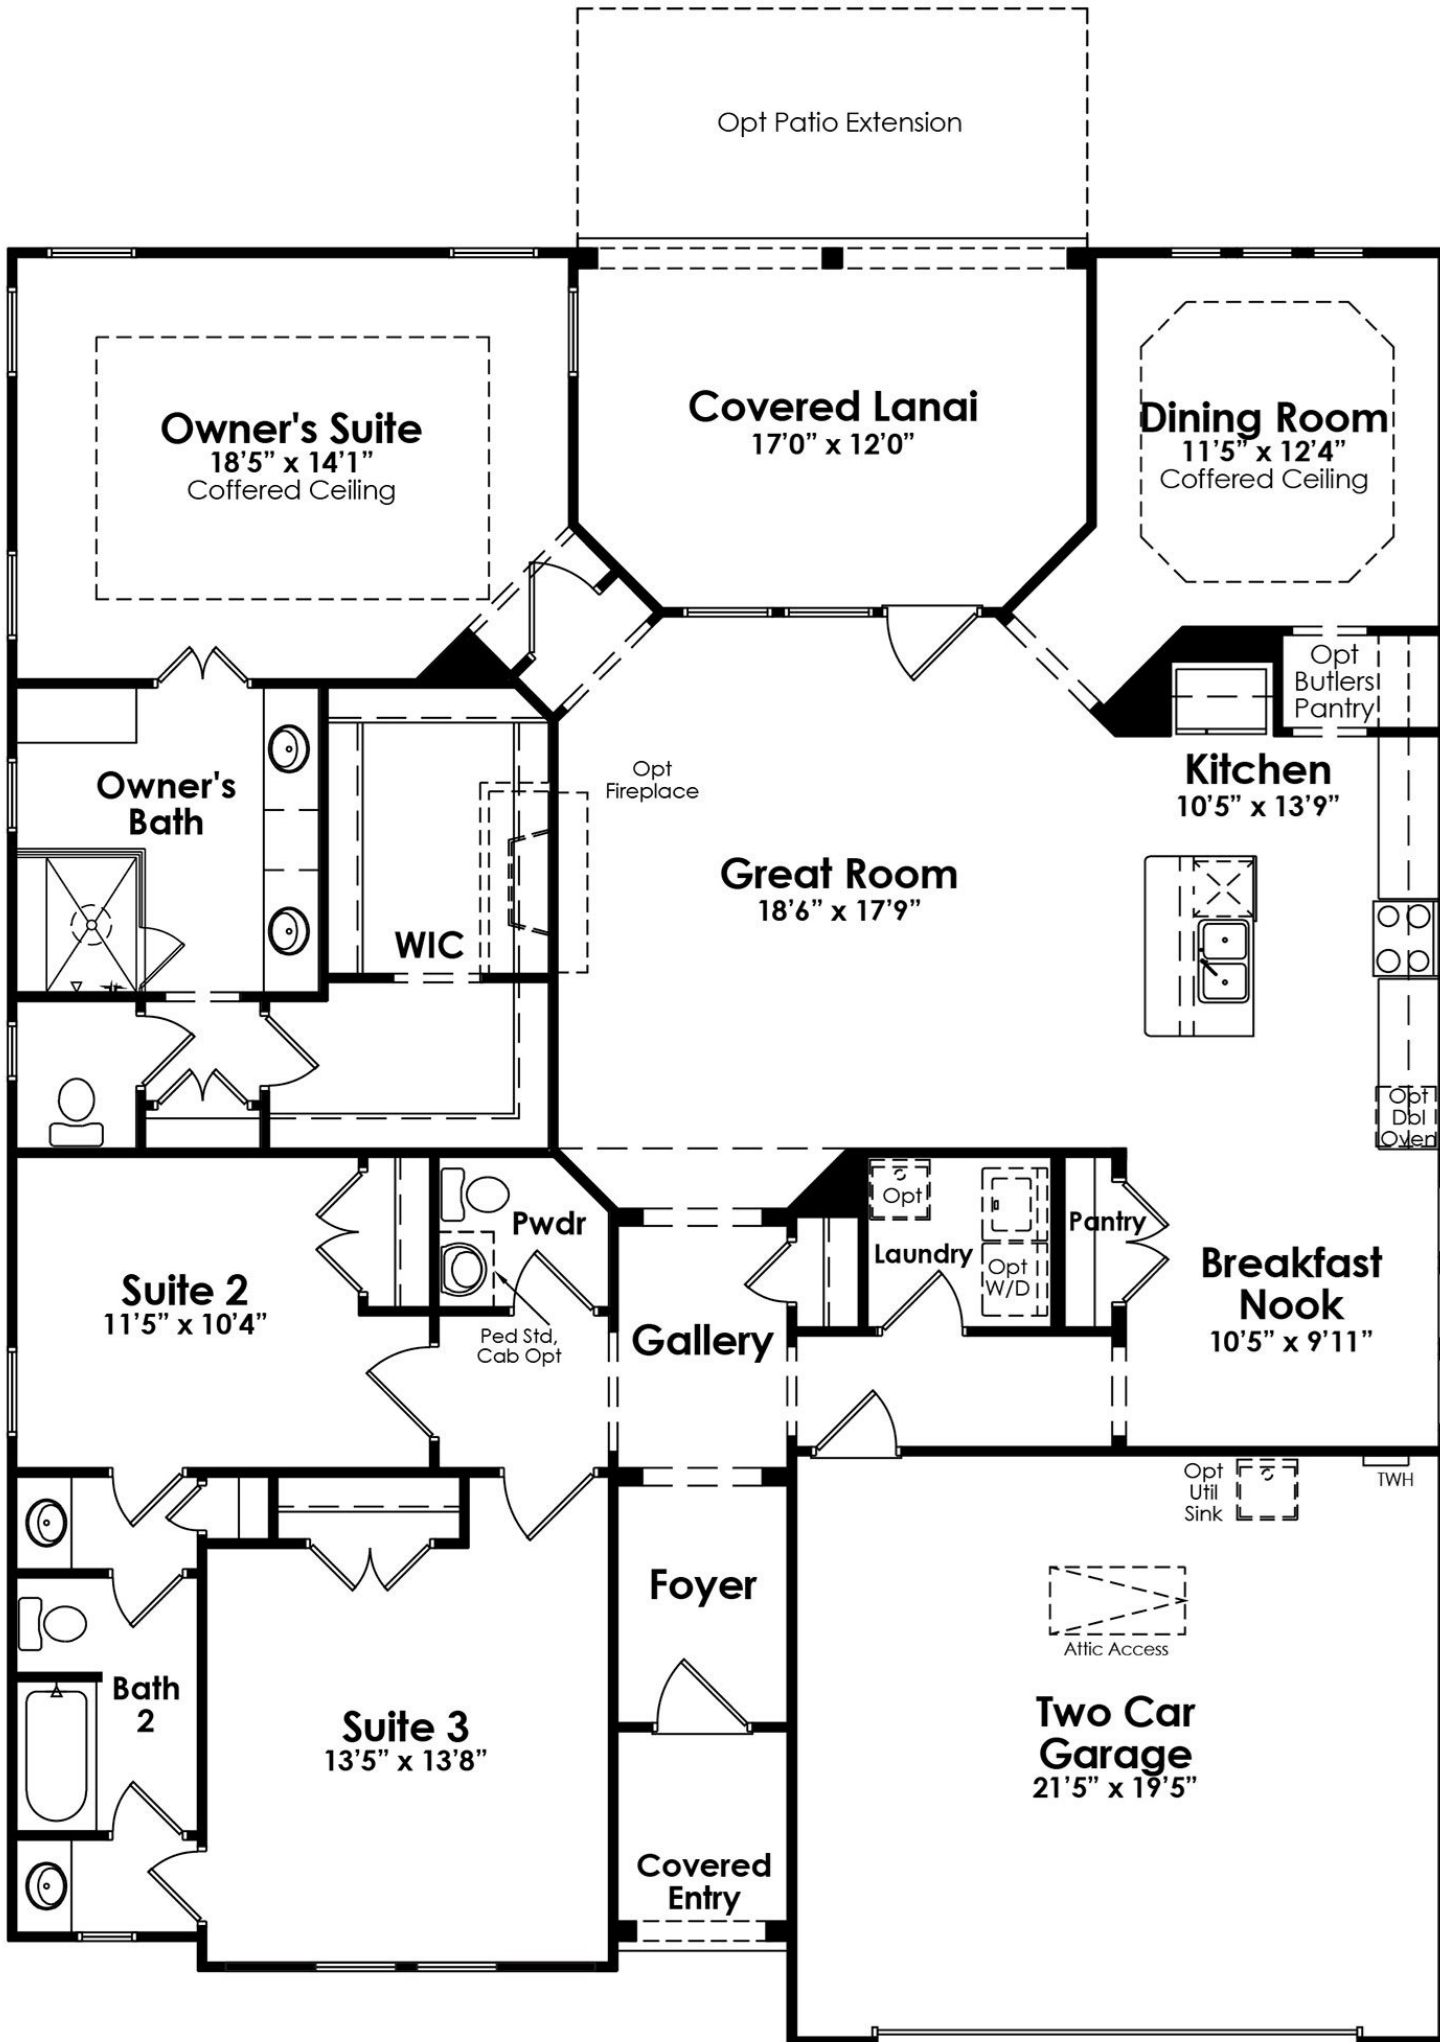 Opt Patio Extension
Owner's Suite
18'5" x 14'1"
Coffered Ceiling
Covered Lanai
17'0" x 12'0"
Dining Room
11'5" x 12'4"
Coffered Ceiling
Opt
Butlers
Pantry
Owner's
Bath
WIC
Opt
Fireplace
Great Room
18'6" x 17'9"
Kitchen
10'5" x 13'9"
Opt
Dbl
Oven
Suite 2
11'5" x 10'4"
Pwdr
Ped Std,
Cab Opt
Gallery
Opt
Laundry
Opt
W/D
Pantry
Breakfast
Nook
10'5" x 9'11"
Opt
Util
Sink
TWH
Attic Access
Foyer
Bath
2
Suite 3
13'5" x 13'8"
Two Car
Garage
21'5" x 19'5"
Covered
Entry